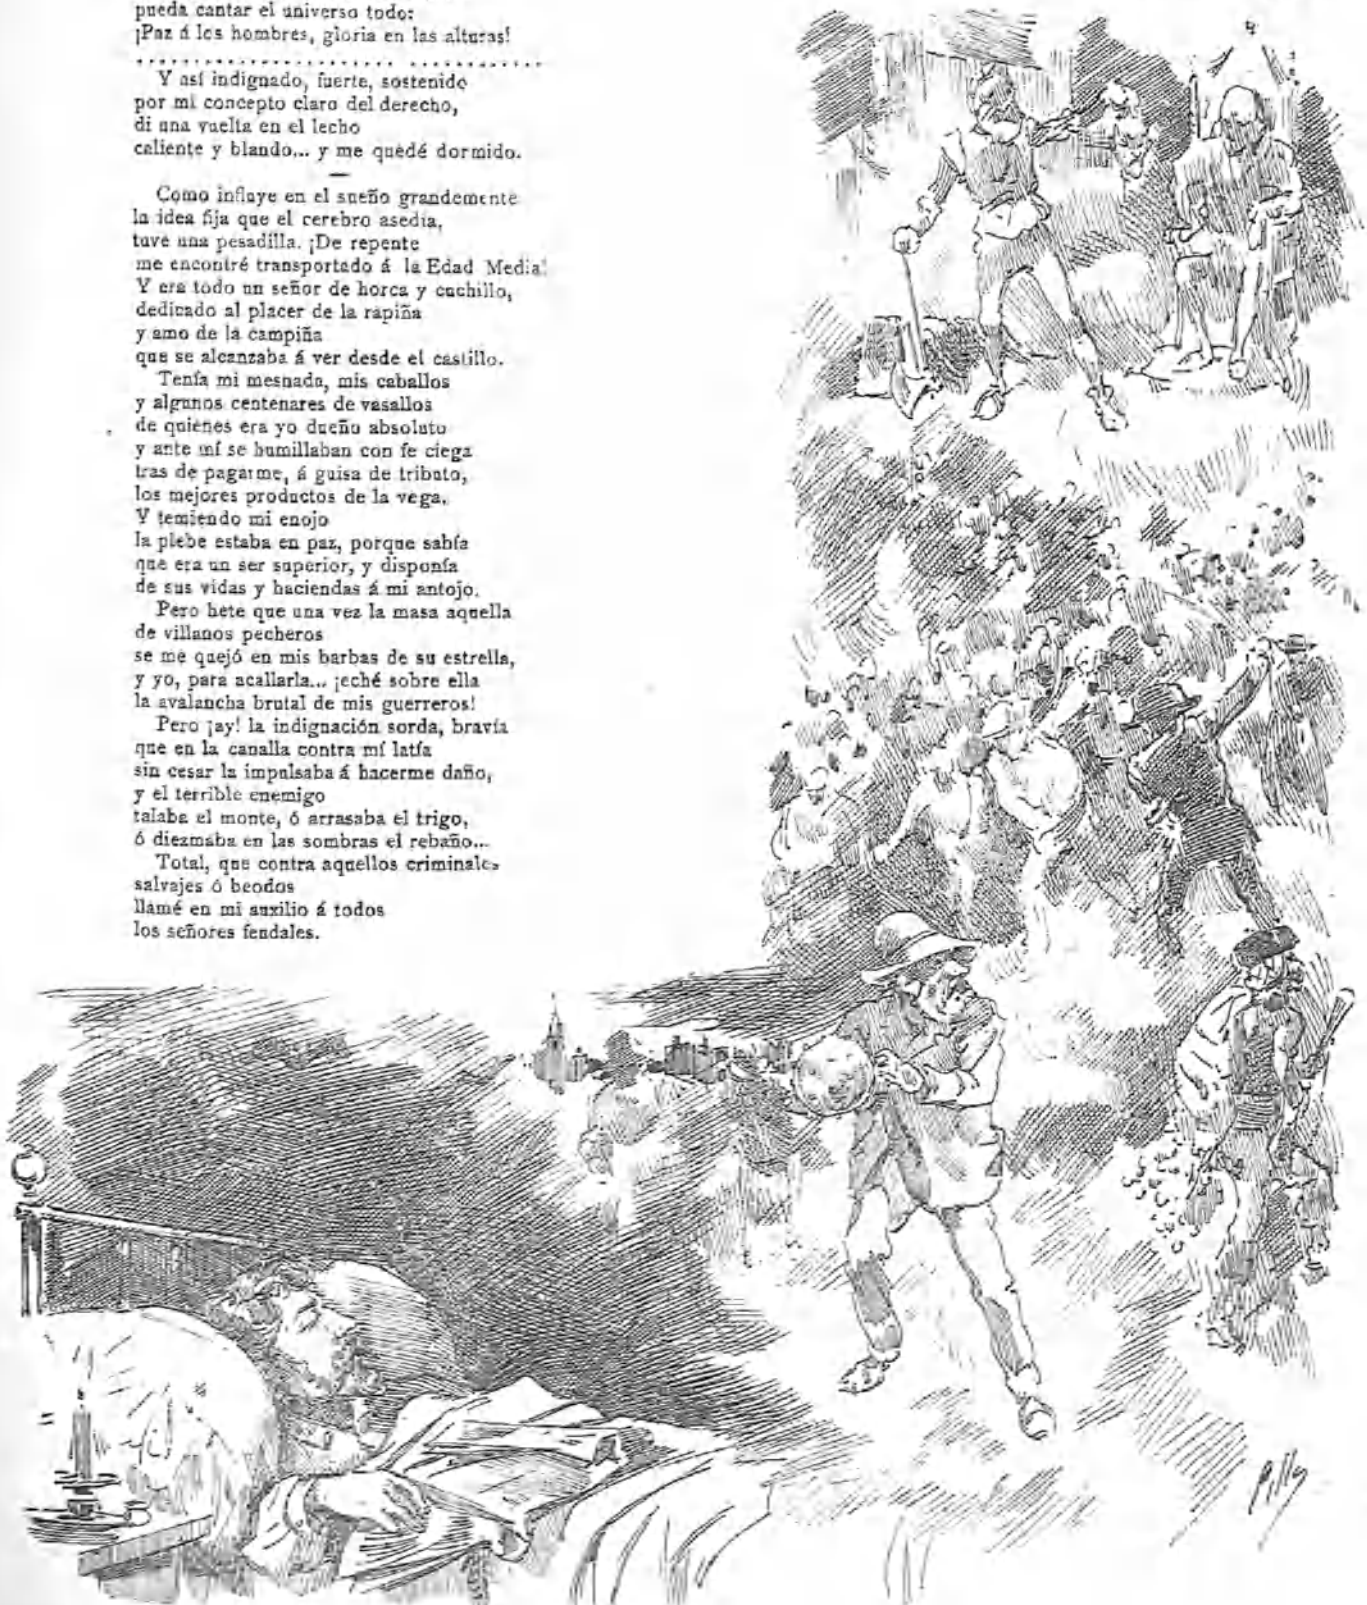 pueda cantar el universo todo:
¡Paz á los hombres, gloria en las alturas!
Y así indignado, fuerte, sostenido
por mi concepto claro del derecho,
di una vuelta en el lecho
caliente y blando... y me quedé dormido.
Como influye en el sueño grandemente
la idea fija que el cerebro asedia,
tuve una pesadilla. ¡De repente
me encontré transportado á la Edad Media!
Y era todo un señor de horca y cuchillo,
dedicado al placer de la rapiña
y amo de la campiña
que se alcanzaba á ver desde el castillo.
Tenía mi mesnada, mis caballos
y algunos centenares de vasallos
de quienes era yo dueño absoluto
y ante mí se humillaban con fe ciega
tras de pagarme, á guisa de tributo,
los mejores productos de la vega.
Y temiendo mi enojo
la plebe estaba en paz, porque sabía
que era un ser superior, y disponía
de sus vidas y haciendas á mi antojo.
Pero hete que una vez la masa aquella
de villanos pecheros
se me quejó en mis barbas de su estrella,
y yo, para acallarla... ¡eché sobre ella
la avalancha brutal de mis guerreros!
Pero ¡ay! la indignación sorda, bravía
que en la canalla contra mí latía
sin cesar la impulsaba á hacerme daño,
y el terrible enemigo
talaba el monte, ó arrasaba el trigo,
ó diezmaba en las sombras el rebaño...
Total, que contra aquellos criminales
salvajes ó beodos
llamé en mi auxilio á todos
los señores feudales.